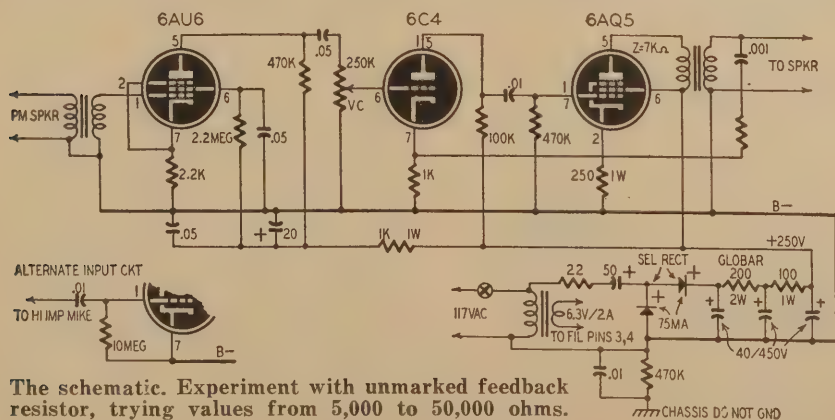 6AU6
6C4
6AQ5
5
.05
470K
250K
1 5
.01
5
Z=7KΩ
.001
TO SPKR
2
1
6
6
1
7
6
PM SPKR
VC
7
2.2MEG
.05
7
100K
470K
2
2.2K
1K
250 1W
B-
.05
+ 20
1K 1W
+250V
ALTERNATE INPUT CKT
.01
1
TO HI IMP MIKE
10MEG
7
B-
SEL RECT
GLOBAR
22
50 +
200
100
117VAC
6.3V/2A
+
75MA
2W
+
1W
+
+
TO FIL PINS 3,4
40/450V
.01
470K
CHASSIS DO NOT GND
The schematic. Experiment with unmarked feedback
resistor, trying values from 5,000 to 50,000 ohms.